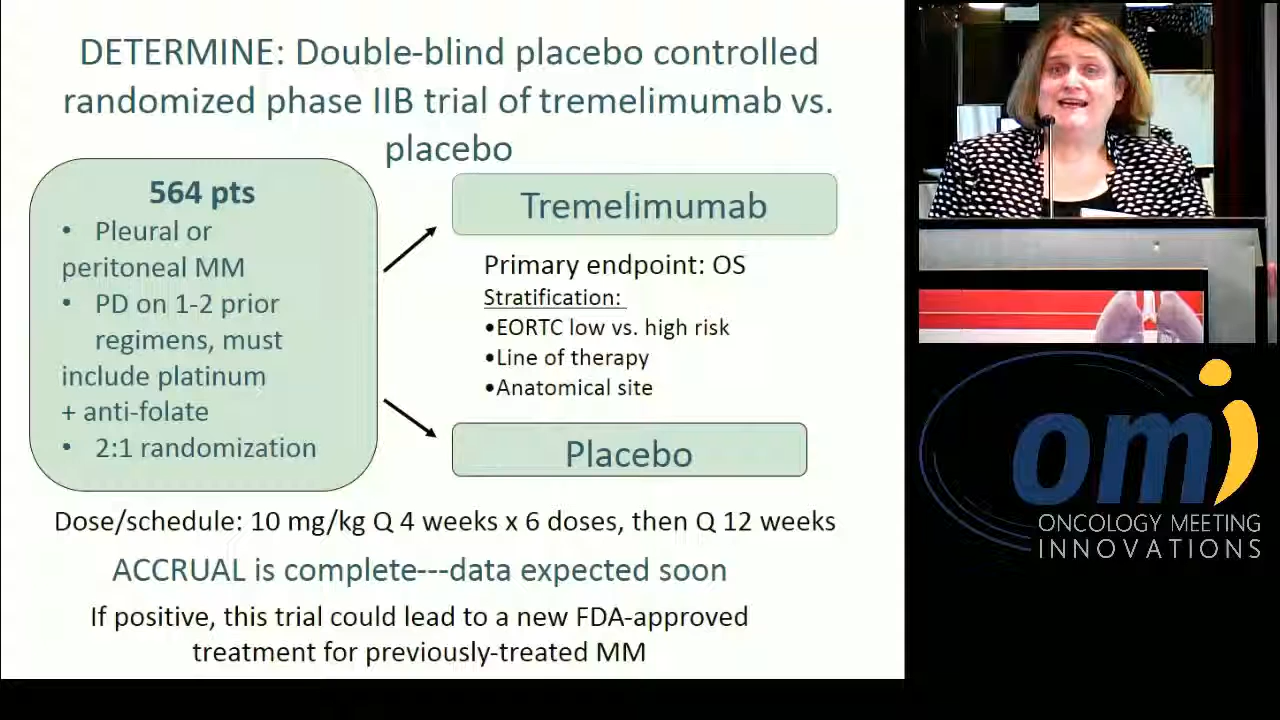 DETERMINE: Double-blind placebo controlled
randomized phase IIB trial of tremelimumab vs.
placebo
564 pts
• Pleural or
peritoneal MM
• PD on 1-2 prior
regimens, must
include platinum
+ anti-folate
• 2:1 randomization
Tremelimumab
Primary endpoint: OS
Stratification:
•EORTC low vs. high risk
•Line of therapy
•Anatomical site
Placebo
Dose/schedule: 10 mg/kg Q 4 weeks x 6 doses, then Q 12 weeks
ACCRUAL is complete---data expected soon
If positive, this trial could lead to a new FDA-approved
treatment for previously-treated MM
omi
ONCOLOGY MEETING
INNOVATIONS